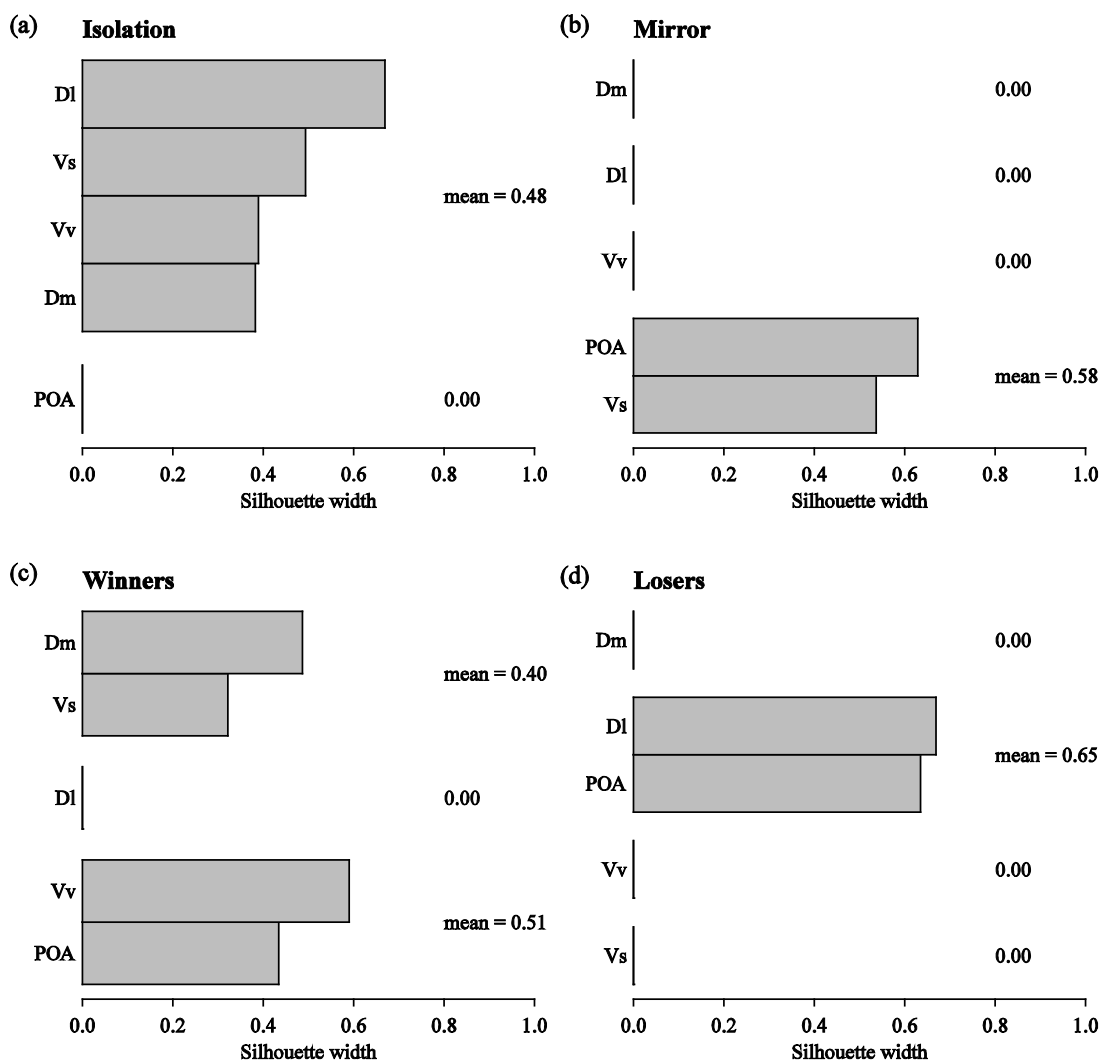 (a) Isolation
Dl
Vs
mean = 0.48
Vv
Dm
POA 0.00
0.0 0.2 0.4 0.6 0.8 1.0
Silhouette width
(b) Mirror
Dm 0.00
Dl 0.00
Vv 0.00
POA
mean = 0.58
Vs
0.0 0.2 0.4 0.6 0.8 1.0
Silhouette width
(c) Winners
Dm
mean = 0.40
Vs
Dl 0.00
Vv
mean = 0.51
POA
0.0 0.2 0.4 0.6 0.8 1.0
Silhouette width
(d) Losers
Dm 0.00
Dl
mean = 0.65
POA
Vv 0.00
Vs 0.00
0.0 0.2 0.4 0.6 0.8 1.0
Silhouette width